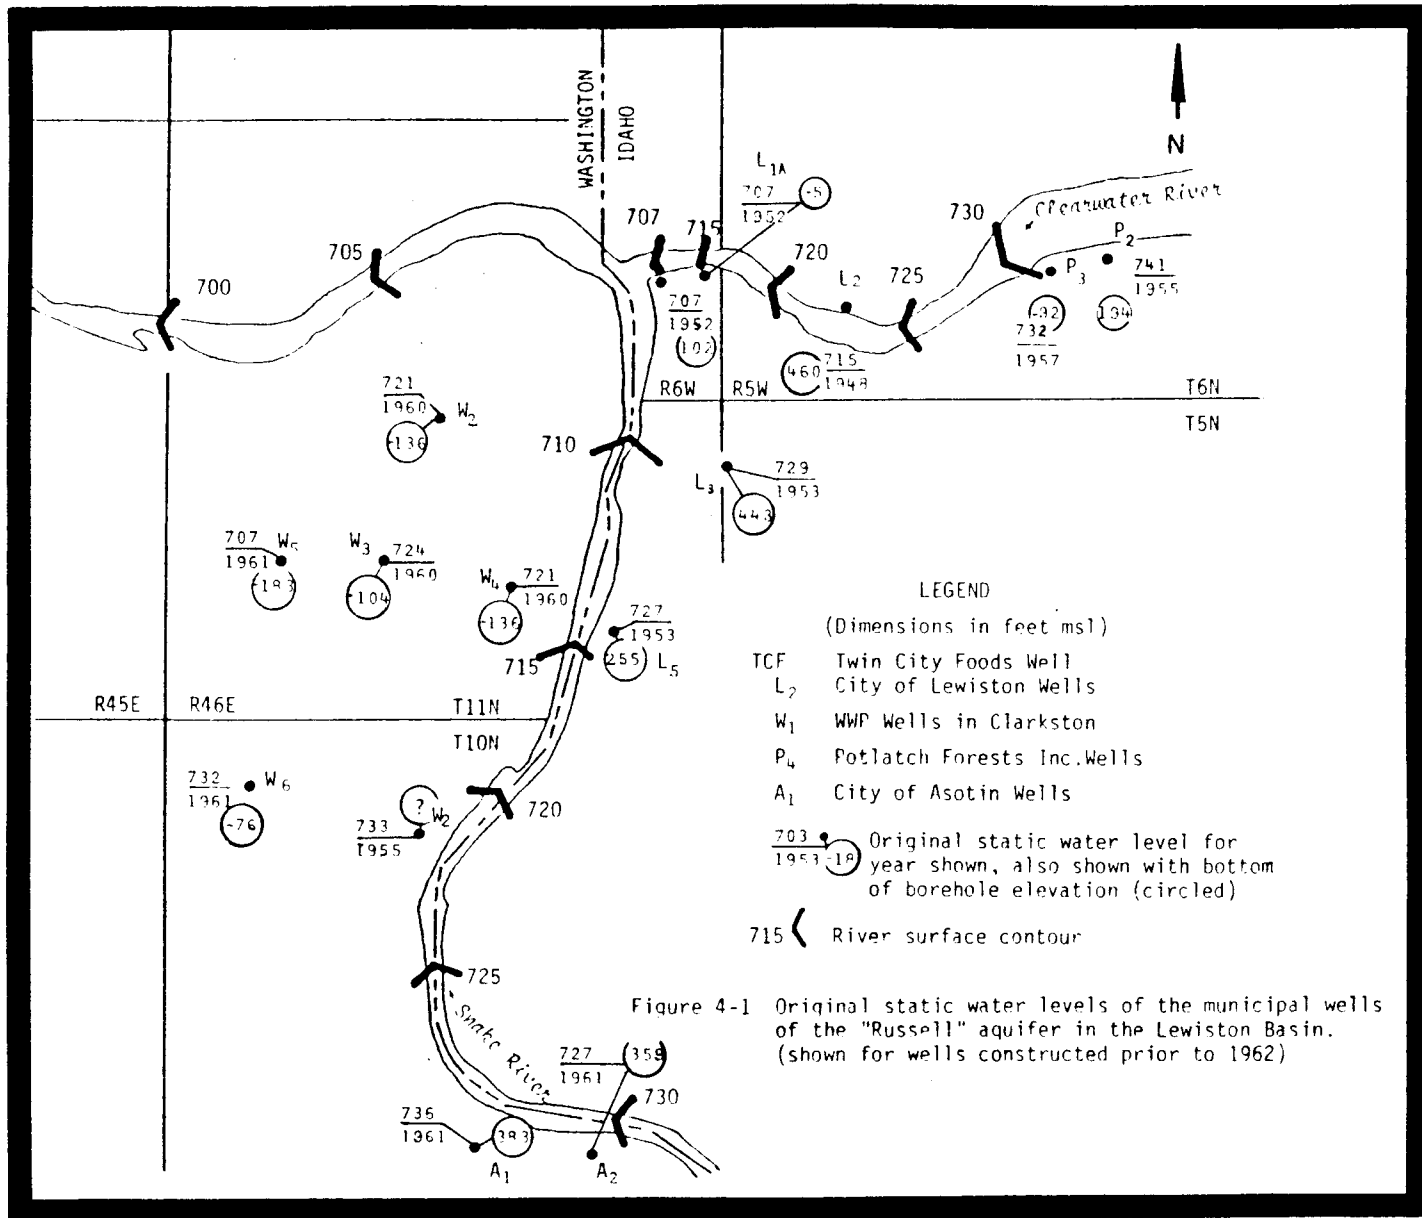 WASHINGTON
IDAHO
N
L1A
707
1952
-5
730
Clearwater River
P2
741
1955
194
P3
732
1957
707
715
720
L2
725
705
700
707
1952
102
460
715
1948
R6W
R5W
T6N
T5N
721
1960
-136
W2
710
L3
729
1953
443
707
1961
W5
-183
W3
724
1960
-104
W4
721
1960
-136
727
1953
255
L5
715
R45E
R46E
T11N
T10N
732
1961
W6
-76
?
W2
733
1955
720
725
Snake River
727
1961
730
736
1961
383
A1
A2
LEGEND
(Dimensions in feet msl)
TCF Twin City Foods Well
L2 City of Lewiston Wells
W1 WWP Wells in Clarkston
P4 Potlatch Forests Inc.Wells
A1 City of Asotin Wells
703
1953
-18
Original static water level for
year shown, also shown with bottom
of borehole elevation (circled)
715 River surface contour
Figure 4-1 Original static water levels of the municipal wells
of the "Russell" aquifer in the Lewiston Basin.
(shown for wells constructed prior to 1962)